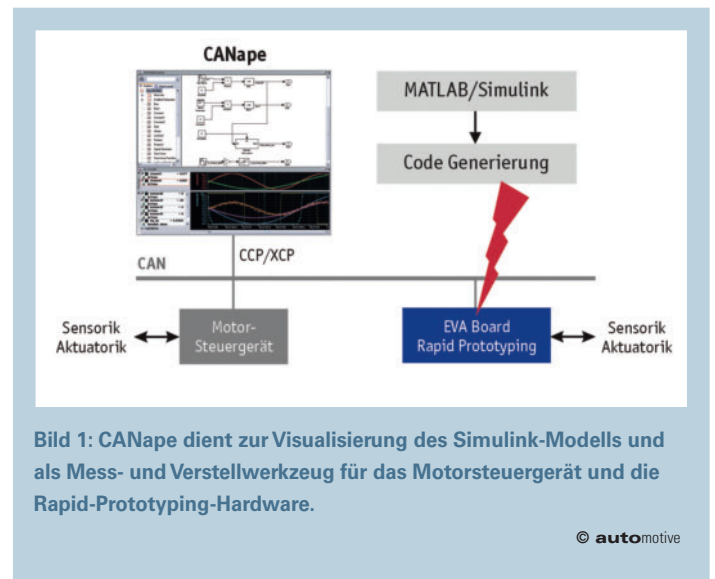 CANape
MATLAB/Simulink
Code Generierung
CCP/XCP
CAN
Sensorik
Aktuatorik
Motor-
Steuergerät
EVA Board
Rapid Prototyping
Sensorik
Aktuatorik
Bild 1: CANape dient zur Visualisierung des Simulink-Modells und
als Mess- und Verstellwerkzeug für das Motorsteuergerät und die
Rapid-Prototyping-Hardware.
© automotive